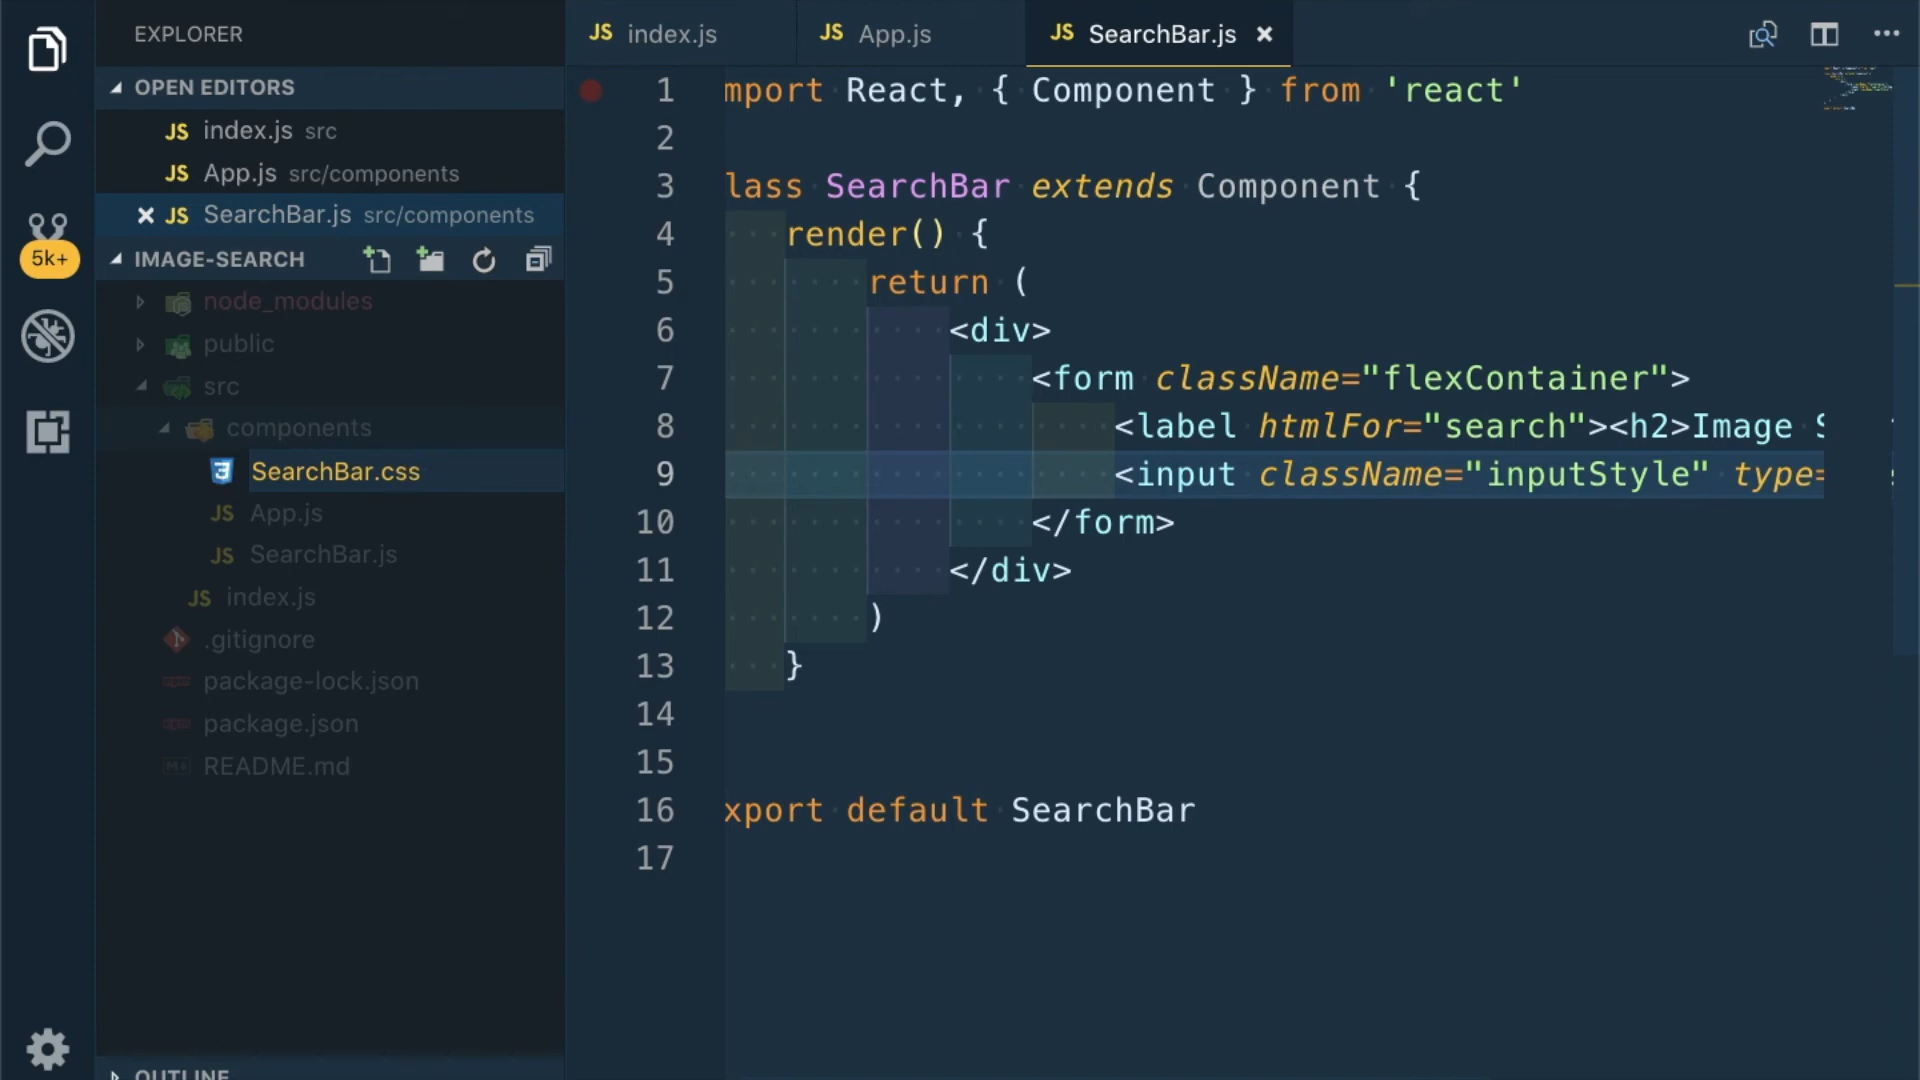 EXPLORER
OPEN EDITORS
JS index.js src
JS App.js src/components
JS SearchBar.js src/components
5k+
IMAGE-SEARCH
node_modules
public
src
components
SearchBar.css
JS App.js
JS SearchBar.js
JS index.js
.gitignore
package-lock.json
package.json
README.md
OUTLINE
JS index.js
JS App.js
JS SearchBar.js
1 mport React, { Component } from 'react'
2
3 lass SearchBar extends Component {
4 render() {
5 return (
6 <div>
7 <form className="flexContainer">
8 <label htmlFor="search"><h2>Image S
9 <input className="inputStyle" type=
10 </form>
11 </div>
12 )
13 }
14
15
16 xport default SearchBar
17